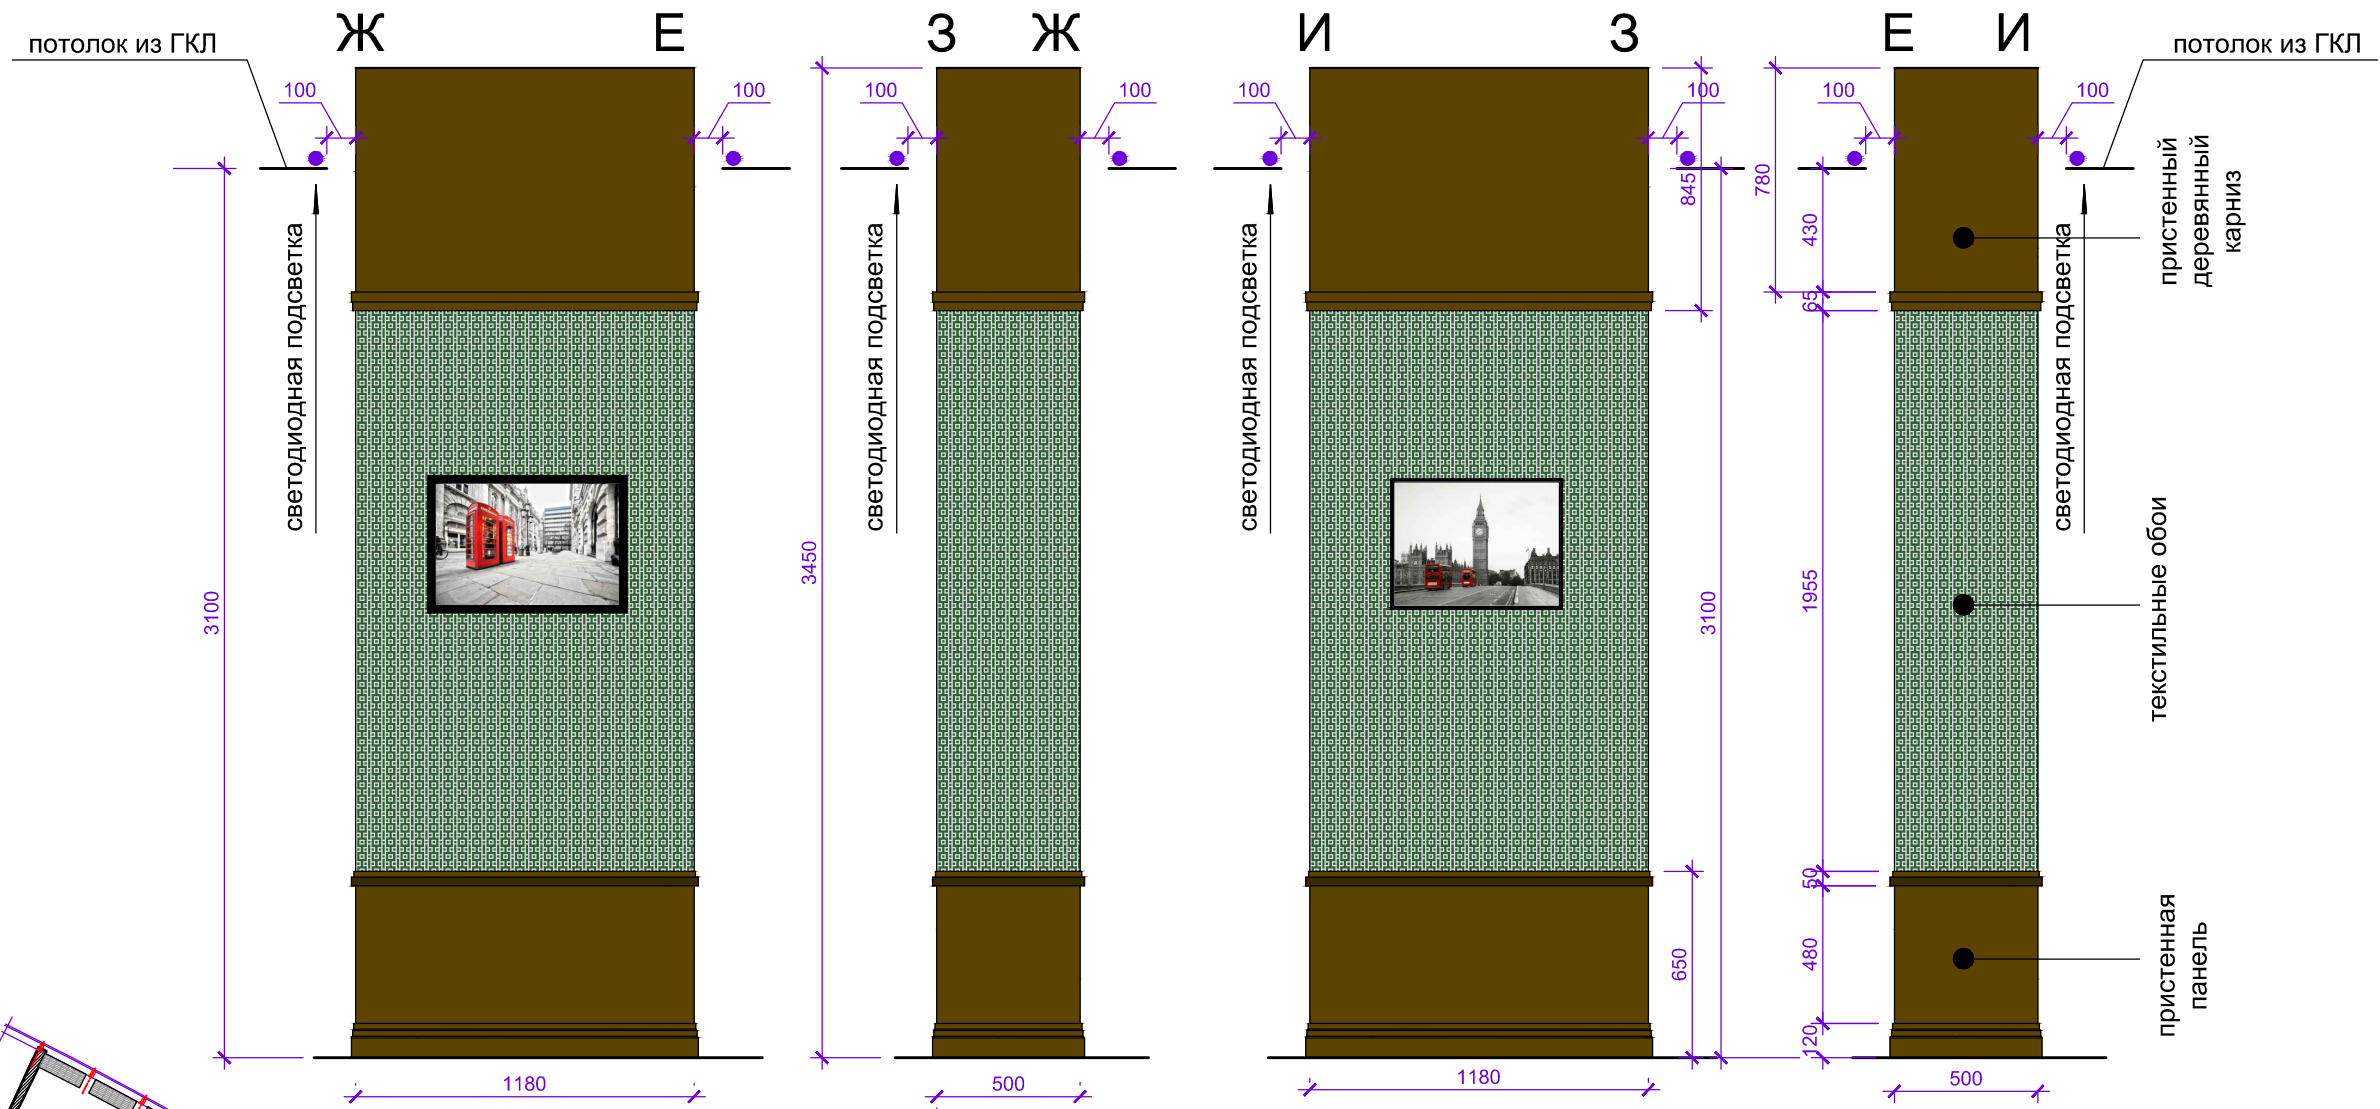 Ж Е З Ж И З Е И
потолок из ГКЛ
потолок из ГКЛ
100
100
100
100
100
100
100
100
светодиодная подсветка
светодиодная подсветка
светодиодная подсветка
светодиодная подсветка
3100
3450
845
3100
650
780
430
65
1955
50
480
120
пристенный
деревянный
карниз
текстильные обои
пристенная
панель
1180
500
1180
500